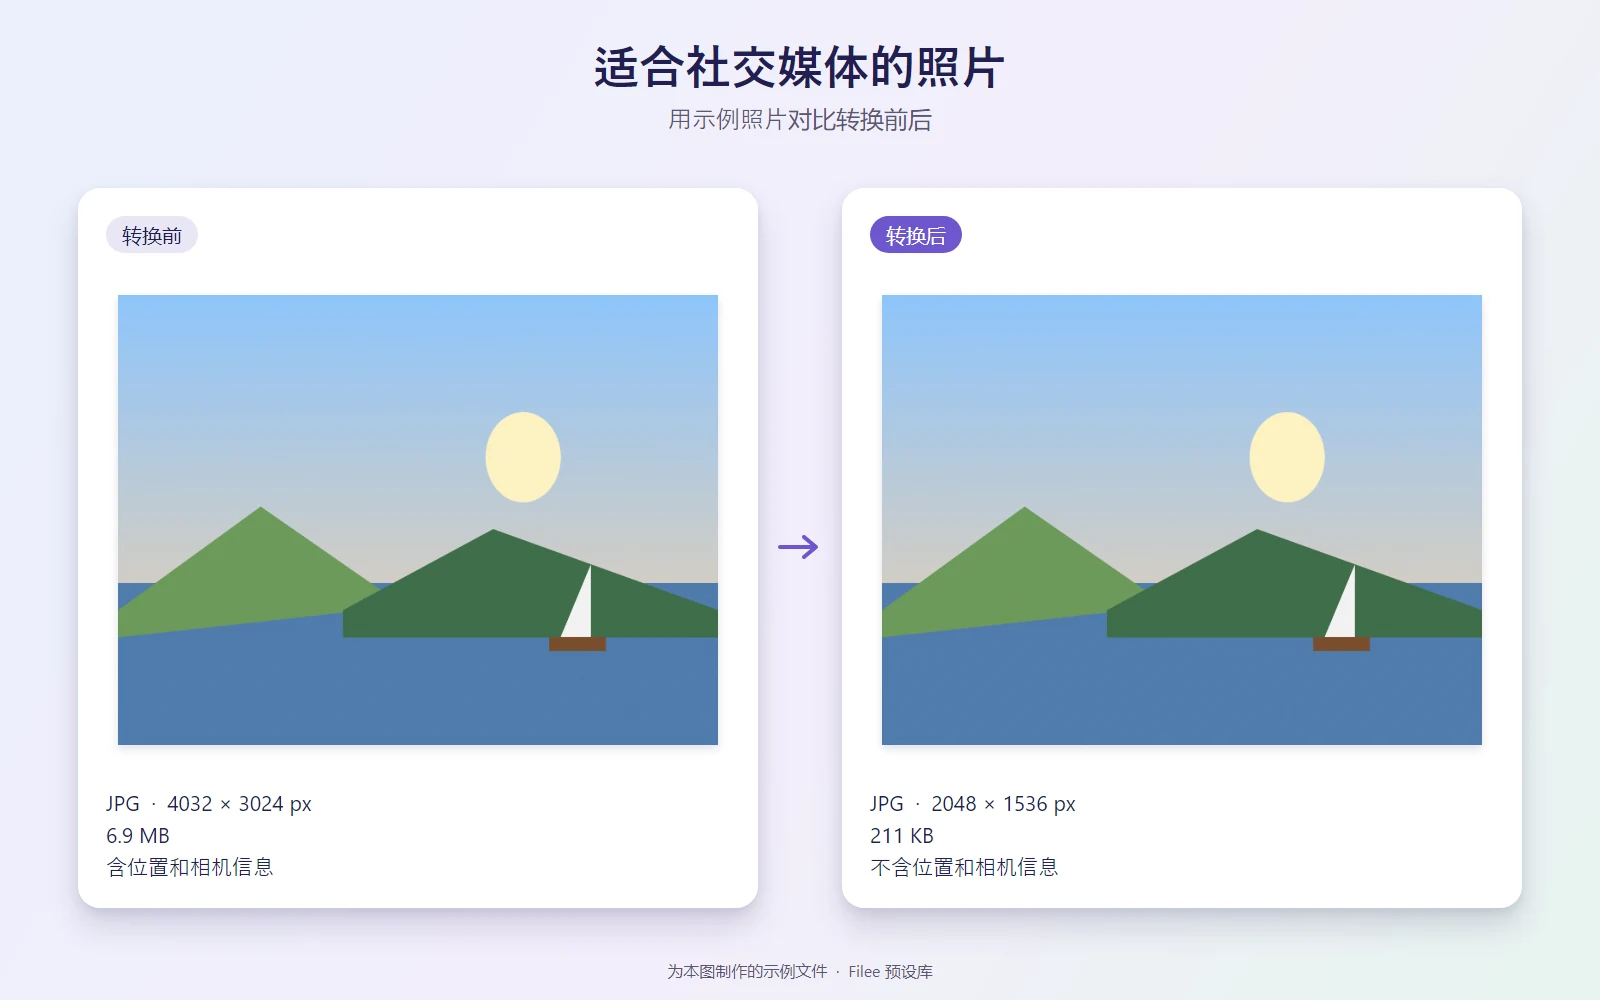 适合社交媒体的照片
用示例照片对比转换前后
转换前
JPG · 4032 × 3024 px
6.9 MB
含位置和相机信息
转换后
JPG · 2048 × 1536 px
211 KB
不含位置和相机信息
为本图制作的示例文件 · Filee 预设库